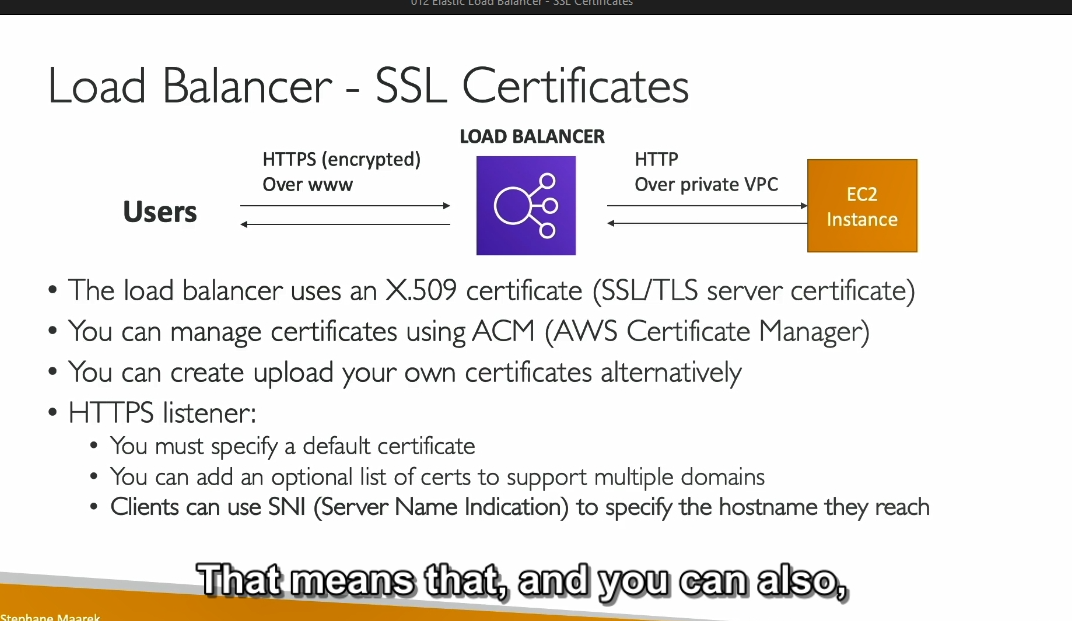 012 Elastic Load Balancer - SSL Certificates
Load Balancer - SSL Certificates
LOAD BALANCER
HTTPS (encrypted)
Over www
HTTP
Over private VPC
Users
EC2
Instance
• The load balancer uses an X.509 certificate (SSL/TLS server certificate)
• You can manage certificates using ACM (AWS Certificate Manager)
• You can create upload your own certificates alternatively
• HTTPS listener:
• You must specify a default certificate
• You can add an optional list of certs to support multiple domains
• Clients can use SNI (Server Name Indication) to specify the hostname they reach
That means that, and you can also,
Stephane Maarek